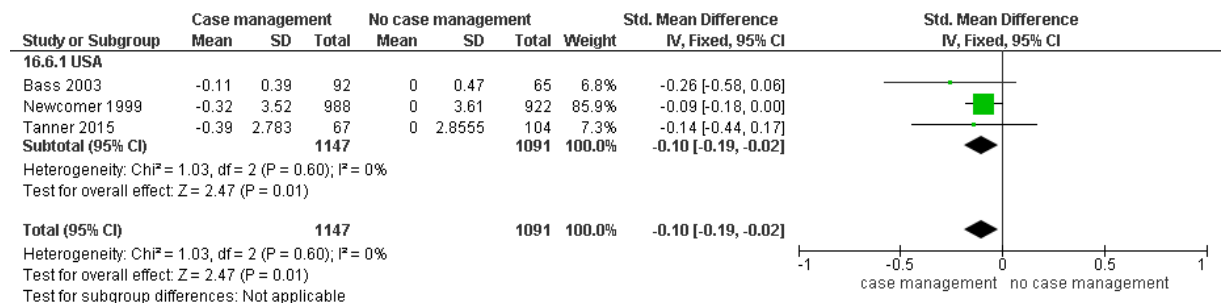 Case management No case management Std. Mean Difference Std. Mean Difference
Study or Subgroup Mean SD Total Mean SD Total Weight IV, Fixed, 95% CI IV, Fixed, 95% CI
16.6.1 USA
Bass 2003 -0.11 0.39 92 0 0.47 65 6.8% -0.26 [-0.58, 0.06]
Newcomer 1999 -0.32 3.52 988 0 3.61 922 85.9% -0.09 [-0.18, 0.00]
Tanner 2015 -0.39 2.783 67 0 2.8555 104 7.3% -0.14 [-0.44, 0.17]
Subtotal (95% CI) 1147 1091 100.0% -0.10 [-0.19, -0.02]
Heterogeneity: Chi² = 1.03, df = 2 (P = 0.60); I² = 0%
Test for overall effect: Z = 2.47 (P = 0.01)
Total (95% CI) 1147 1091 100.0% -0.10 [-0.19, -0.02]
Heterogeneity: Chi² = 1.03, df = 2 (P = 0.60); I² = 0%
Test for overall effect: Z = 2.47 (P = 0.01)
Test for subgroup differences: Not applicable
-1 -0.5 0 0.5 1
case management no case management